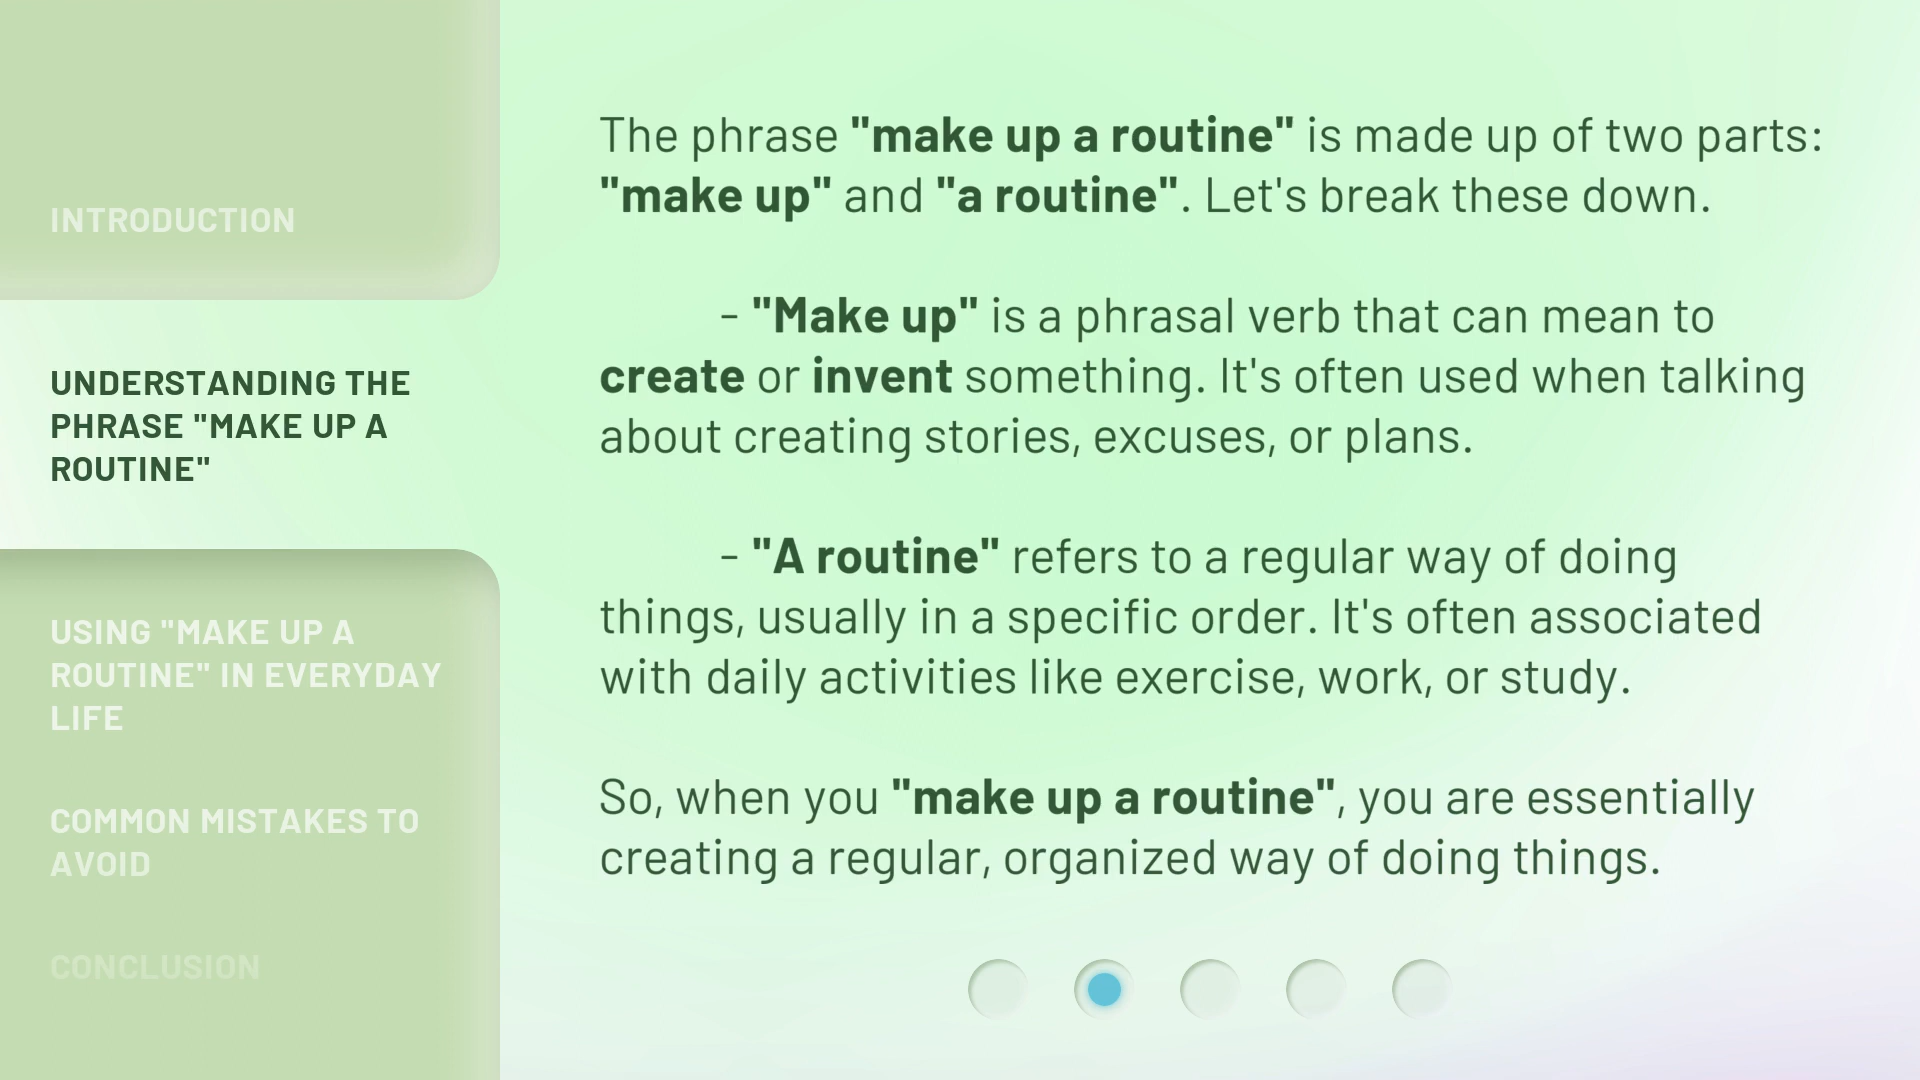 INTRODUCTION
UNDERSTANDING THE
PHRASE "MAKE UP A
ROUTINE"
USING "MAKE UP A
ROUTINE" IN EVERYDAY
LIFE
COMMON MISTAKES TO
AVOID
CONCLUSION
The phrase "make up a routine" is made up of two parts:
"make up" and "a routine". Let's break these down.
- "Make up" is a phrasal verb that can mean to
create or invent something. It's often used when talking
about creating stories, excuses, or plans.
- "A routine" refers to a regular way of doing
things, usually in a specific order. It's often associated
with daily activities like exercise, work, or study.
So, when you "make up a routine", you are essentially
creating a regular, organized way of doing things.